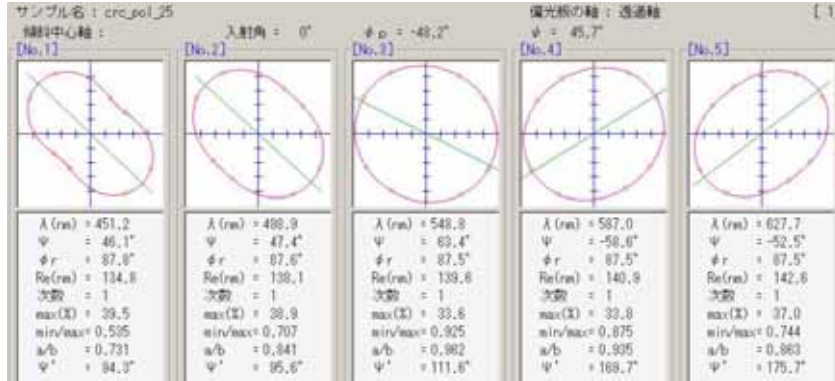 サンプル名 : crc_pol_25 偏光板の軸 : 透過軸 [
傾斜中心軸 : 入射角 = 0° φp = -48.2° ψ = 45.7°
[No.1] [No.2] [No.3] [No.4] [No.5]
λ(nm) = 451.2 λ(nm) = 488.9 λ(nm) = 548.8 λ(nm) = 587.0 λ(nm) = 627.7
Ψ = 46.1° Ψ = 47.4° Ψ = 63.4° Ψ = -58.6° Ψ = -52.5°
φr = 87.8° φr = 87.6° φr = 87.5° φr = 87.5° φr = 87.5°
Re(nm) = 134.8 Re(nm) = 138.1 Re(nm) = 139.6 Re(nm) = 140.9 Re(nm) = 142.6
次数 = 1 次数 = 1 次数 = 1 次数 = 1 次数 = 1
max(%) = 39.5 max(%) = 38.9 max(%) = 33.6 max(%) = 33.8 max(%) = 37.0
min/max= 0.535 min/max= 0.707 min/max= 0.925 min/max= 0.875 min/max= 0.744
a/b = 0.731 a/b = 0.841 a/b = 0.962 a/b = 0.935 a/b = 0.863
Ψ' = 94.3° Ψ' = 95.6° Ψ' = 111.6° Ψ' = 169.7° Ψ' = 175.7°